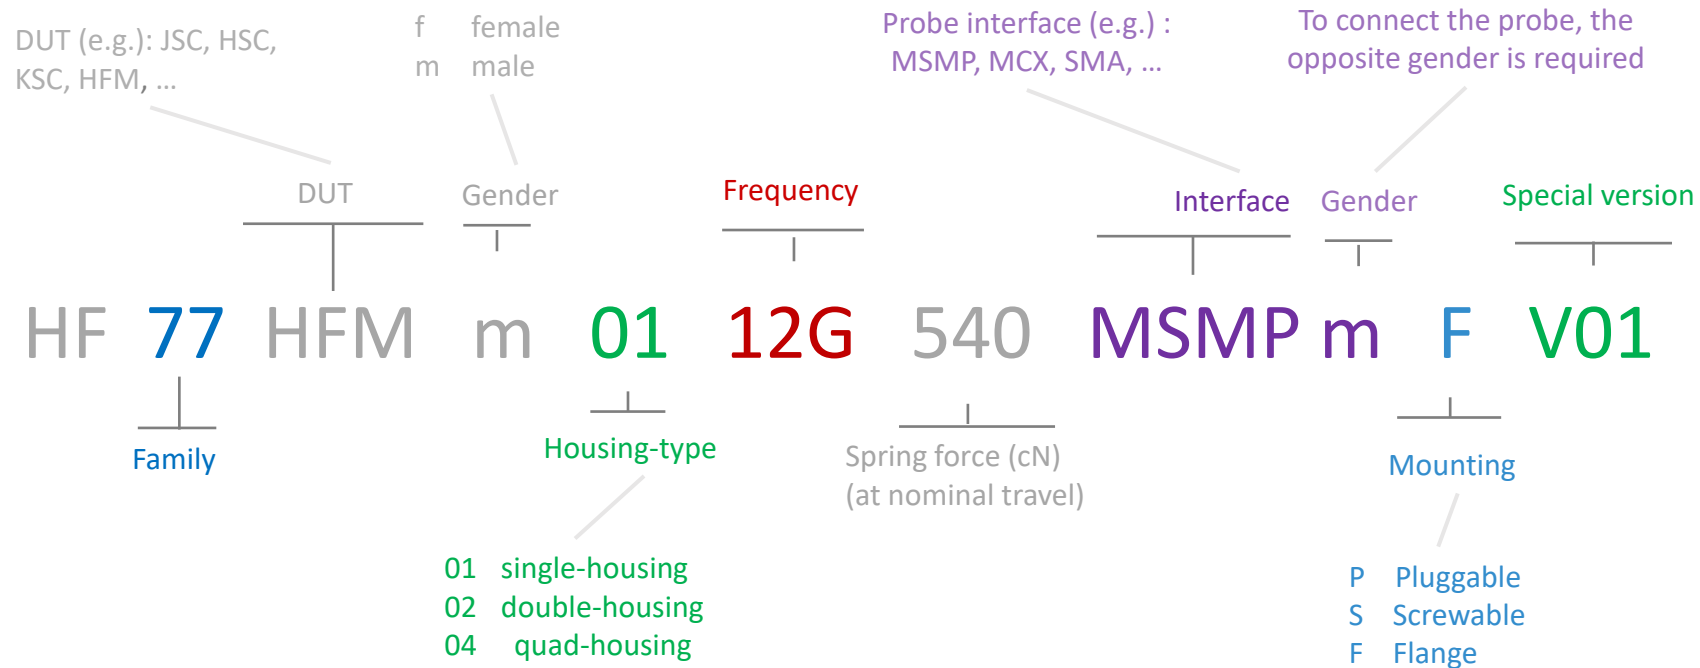 DUT (e.g.): JSC, HSC,
KSC, HFM, ...
f female
m male
Probe interface (e.g.) :
MSMP, MCX, SMA, ...
To connect the probe, the
opposite gender is required
DUT
Gender
Frequency
Interface
Gender
Special version
HF 77 HFM m 01 12G 540 MSMP m F V01
Family
Housing-type
Spring force (cN)
(at nominal travel)
Mounting
01 single-housing
02 double-housing
04 quad-housing
P Pluggable
S Screwable
F Flange